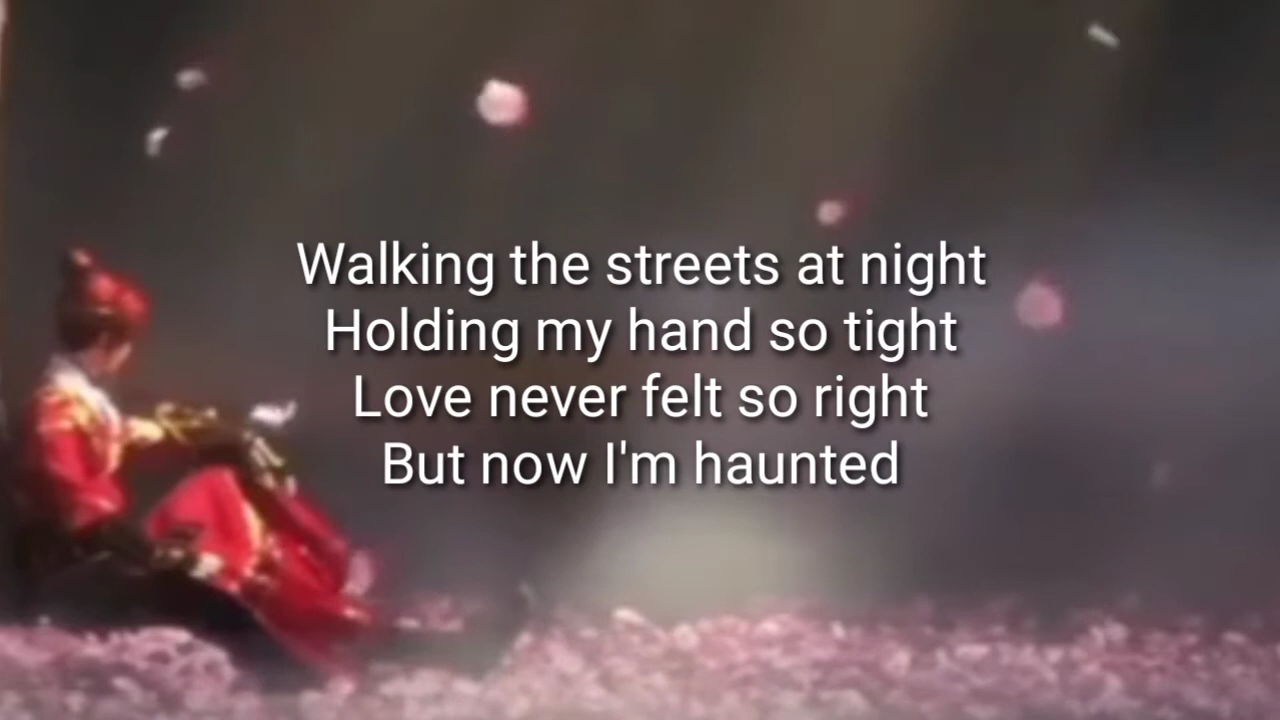 Walking the streets at night
Holding my hand so tight
Love never felt so right
But now I'm haunted